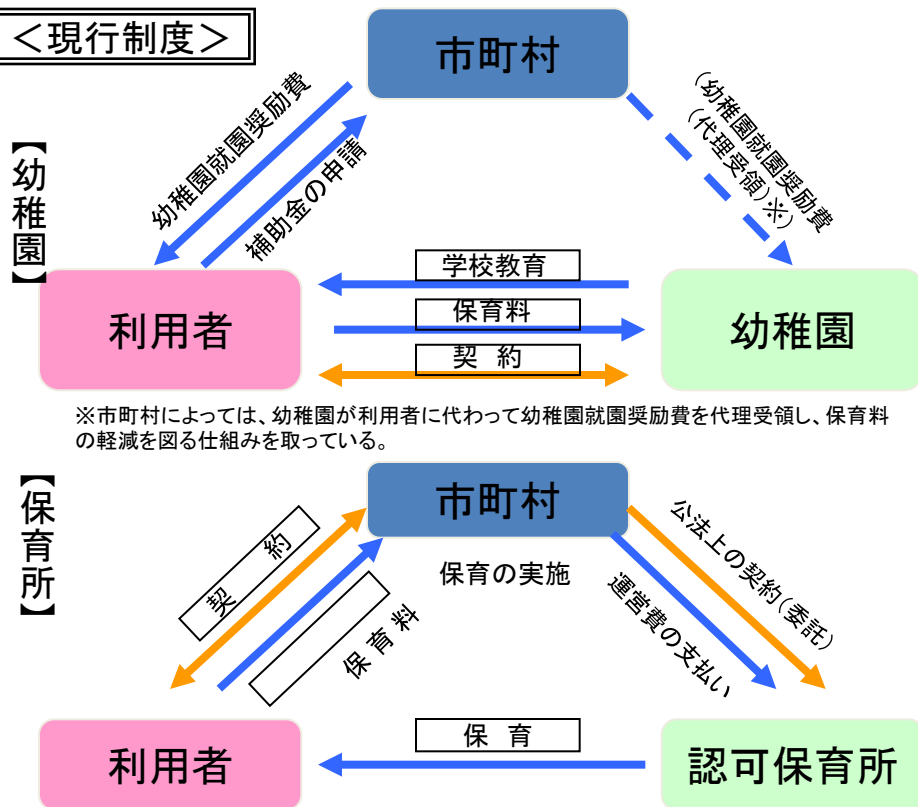 ＜現行制度＞
市町村
【幼稚園】
幼稚園就園奨励費
補助金の申請
(幼稚園就園奨励費
(代理受領)※)
利用者
学校教育
保育料
契 約
幼稚園
※市町村によっては、幼稚園が利用者に代わって幼稚園就園奨励費を代理受領し、保育料
の軽減を図る仕組みを取っている。
【保育所】
市町村
契 約
保育料
保育の実施
運営費の支払い
公法上の契約(委託)
利用者
保 育
認可保育所